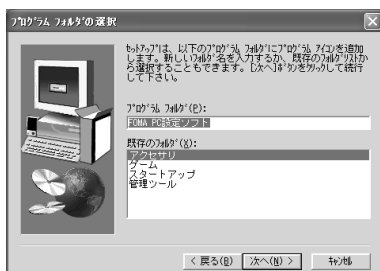 ﾌﾟﾛｸﾞﾗﾑ ﾌｫﾙﾀﾞの選択
ｾｯﾄｱｯﾌﾟは、以下のﾌﾟﾛｸﾞﾗﾑ ﾌｫﾙﾀﾞにﾌﾟﾛｸﾞﾗﾑ ｱｲｺﾝを追加
します。新しいﾌｫﾙﾀﾞ名を入力するか、既存のﾌｫﾙﾀﾞﾘｽﾄか
ら選択することもできます。[次へ]ﾎﾞﾀﾝをｸﾘｯｸして続行
して下さい。
ﾌﾟﾛｸﾞﾗﾑ ﾌｫﾙﾀﾞ(P):
FOMA PC設定ソフト
既存のﾌｫﾙﾀﾞ(X):
アクセサリ
ゲーム
スタートアップ
管理ツール
< 戻る(B)
次へ(N) >
ｷｬﾝｾﾙ